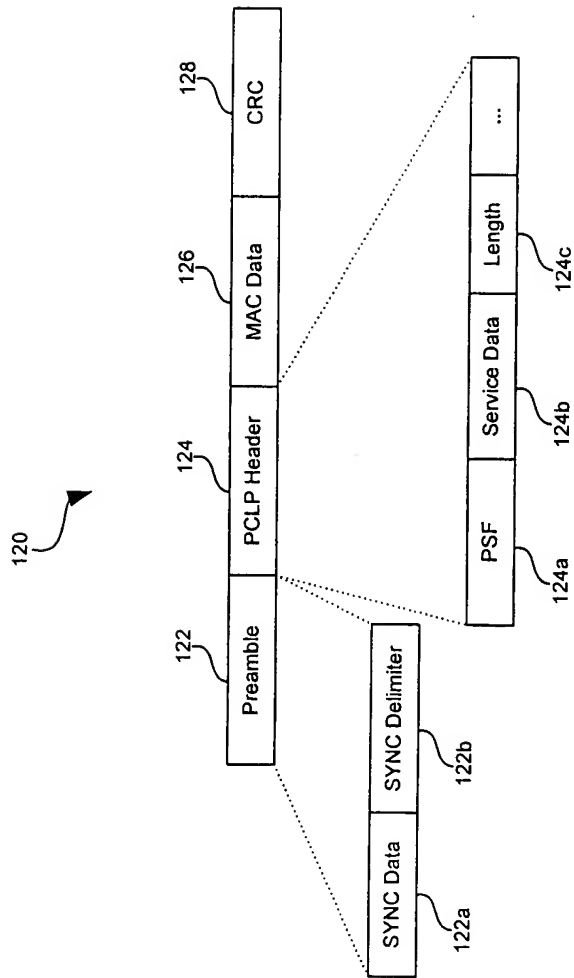 120
122
124
126
128
Preamble
PCLP Header
MAC Data
CRC
SYNC Data
SYNC Delimiter
122a
122b
PSF
Service Data
Length
...
124a
124b
124c